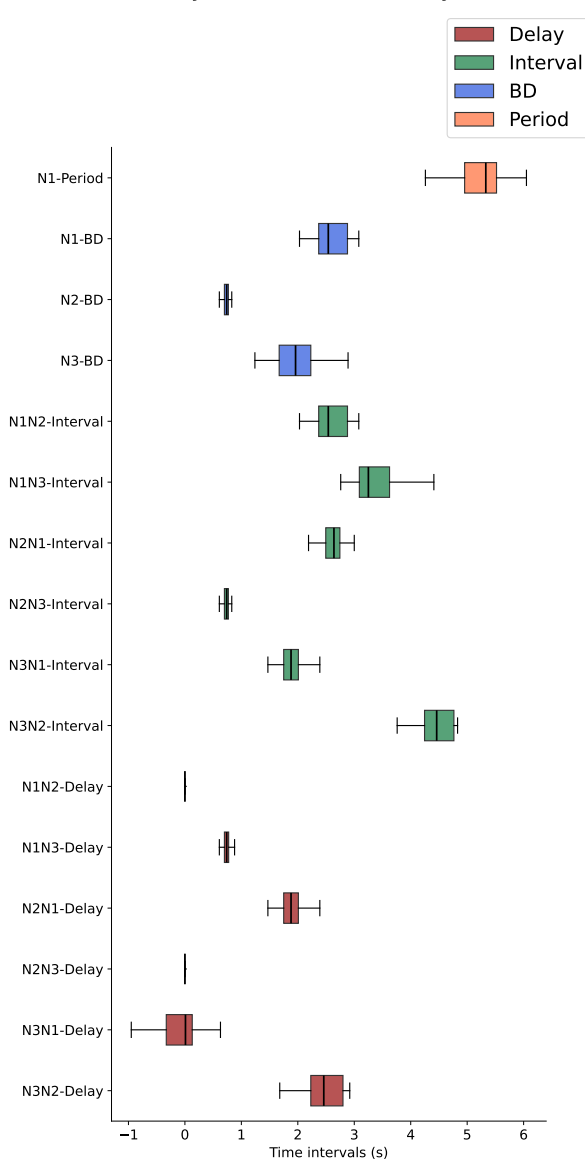 Delay
Interval
BD
Period
N1-Period
N1-BD
N2-BD
N3-BD
N1N2-Interval
N1N3-Interval
N2N1-Interval
N2N3-Interval
N3N1-Interval
N3N2-Interval
N1N2-Delay
N1N3-Delay
N2N1-Delay
N2N3-Delay
N3N1-Delay
N3N2-Delay
−1 0 1 2 3 4 5 6
Time intervals (s)